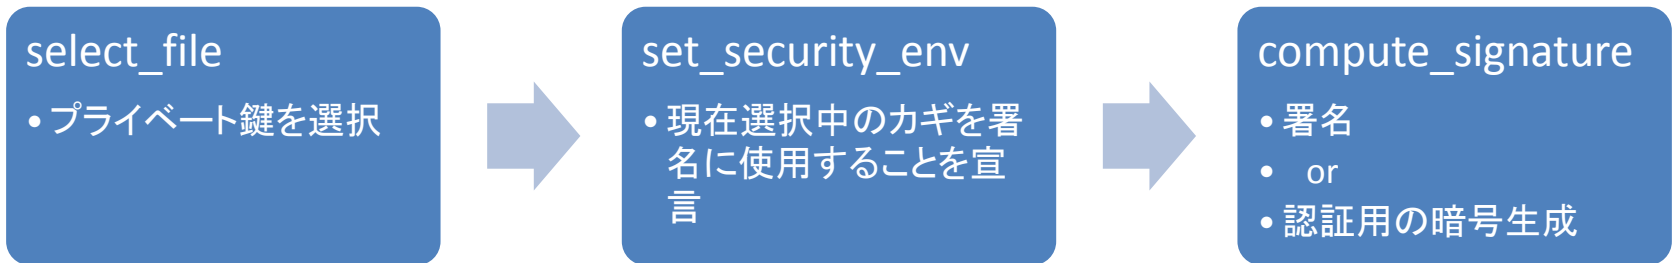 select_file
•プライベート鍵を選択
set_security_env
•現在選択中のカギを署
名に使用することを宣
言
compute_signature
•署名
• or
•認証用の暗号生成